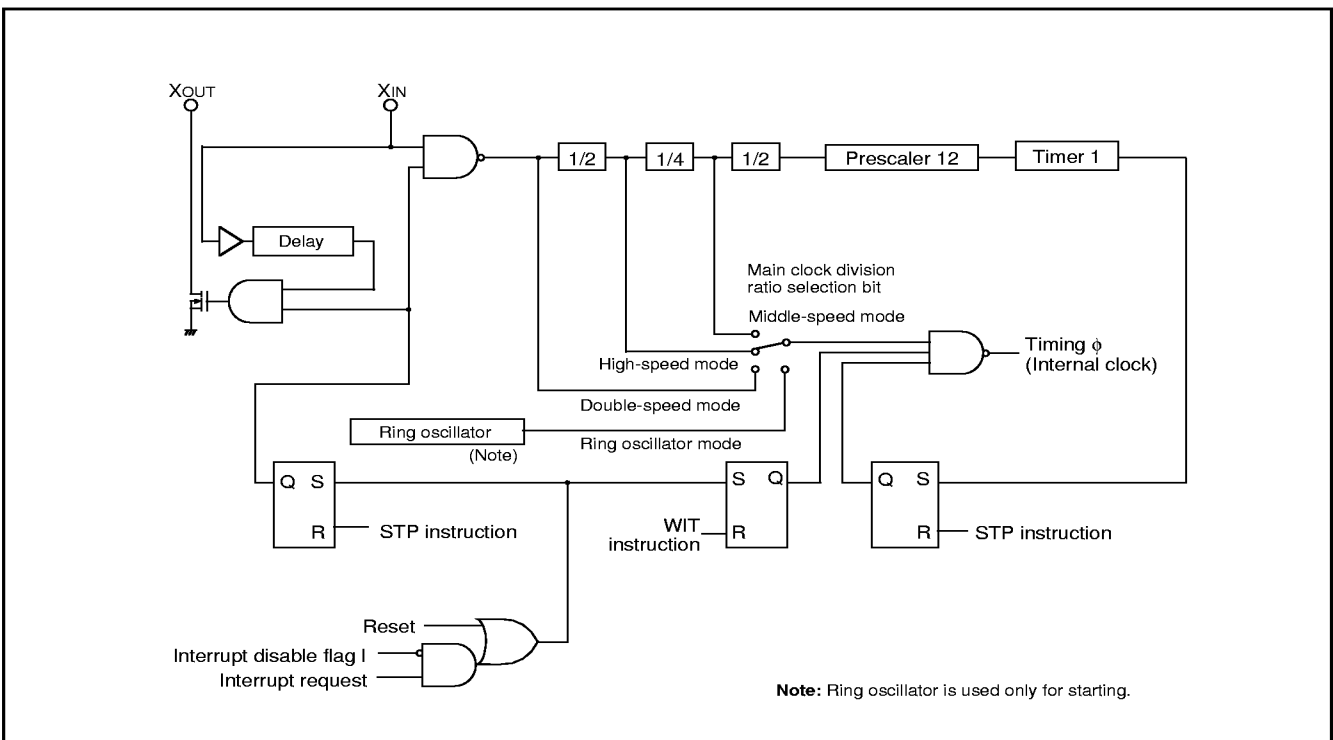 XOUT
XIN
1/2
1/4
1/2
Prescaler 12
Timer 1
Delay
Main clock division
ratio selection bit
Middle-speed mode
High-speed mode
Timing ϕ
(Internal clock)
Double-speed mode
Ring oscillator
Ring oscillator mode
(Note)
Q S
R
STP instruction
S Q
R
WIT
instruction
Q S
R
STP instruction
Reset
Interrupt disable flag I
Interrupt request
Note: Ring oscillator is used only for starting.